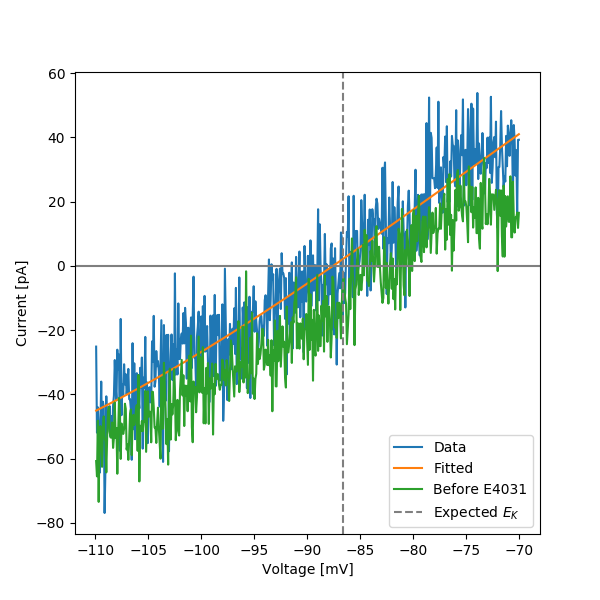 60
40
20
0
−20
−40
−60
−80
Current [pA]
Data
Fitted
Before E4031
Expected E_K
−110 −105 −100 −95 −90 −85 −80 −75 −70
Voltage [mV]